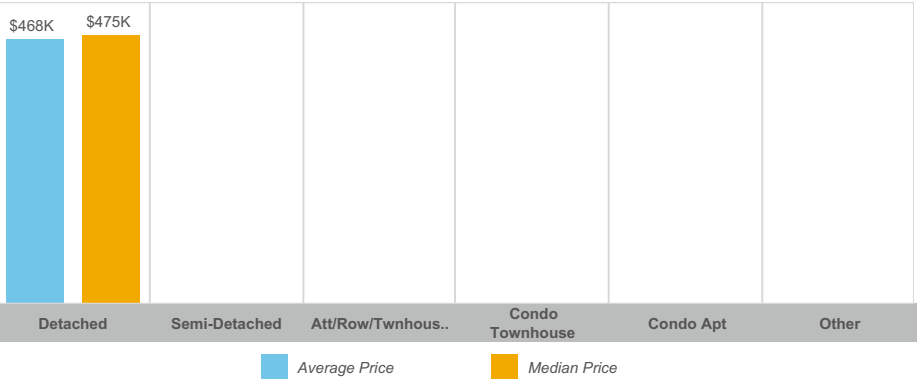 $468K
$475K
Detached
Semi-Detached
Att/Row/Twnhous..
Condo
Townhouse
Condo Apt
Other
Average Price
Median Price